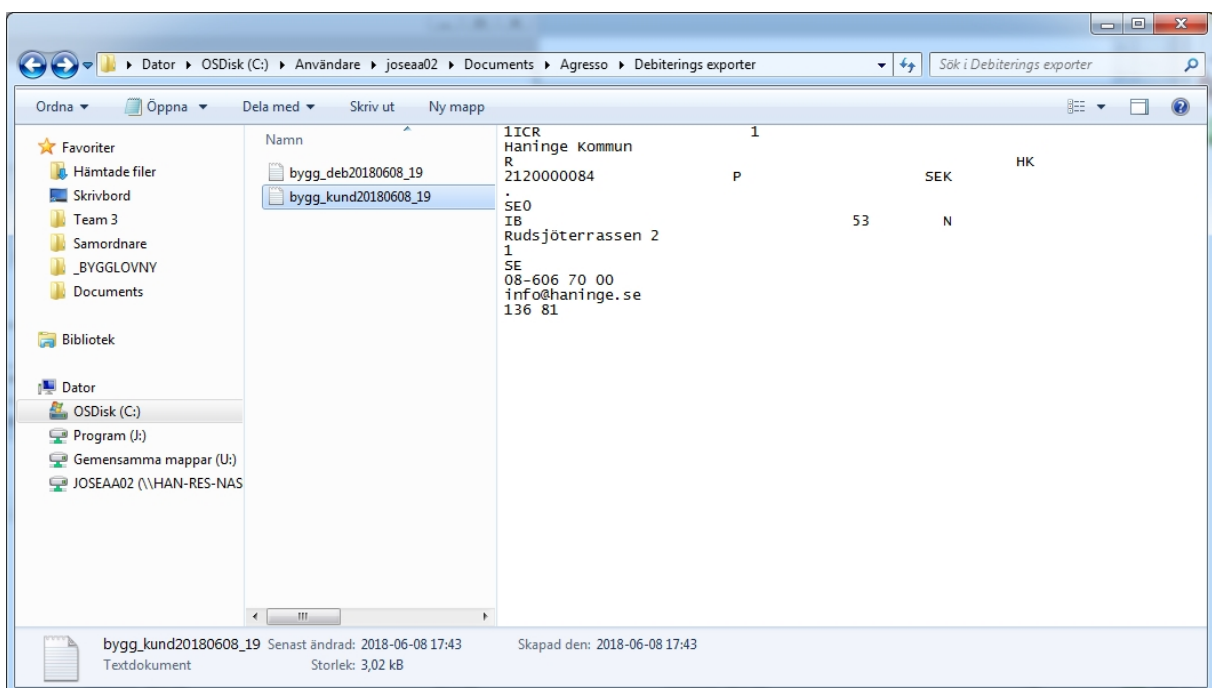 Dator ▸ OSDisk (C:) ▸ Användare ▸ joseaa02 ▸ Documents ▸ Agresso ▸ Debiterings exporter
Sök i Debiterings exporter
Ordna Öppna Dela med Skriv ut Ny mapp
Favoriter
Hämtade filer
Skrivbord
Team 3
Samordnare
_BYGGLOVNY
Documents
Bibliotek
Dator
OSDisk (C:)
Program (J:)
Gemensamma mappar (U:)
JOSEAA02 (\\HAN-RES-NAS
Namn
bygg_deb20180608_19
bygg_kund20180608_19
1ICR 1
Haninge Kommun
R HK
2120000084 P SEK
.
SE0
IB 53 N
Rudsjöterrassen 2
1
SE
08-606 70 00
info@haninge.se
136 81
bygg_kund20180608_19 Senast ändrad: 2018-06-08 17:43 Skapad den: 2018-06-08 17:43
Textdokument Storlek: 3,02 kB